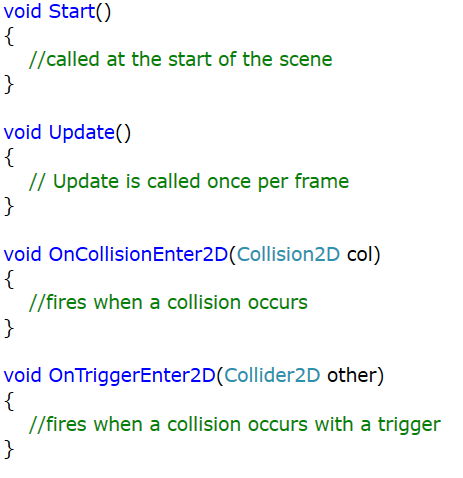 void Start()
{
//called at the start of the scene
}
void Update()
{
// Update is called once per frame
}
void OnCollisionEnter2D(Collision2D col)
{
//fires when a collision occurs
}
void OnTriggerEnter2D(Collider2D other)
{
//fires when a collision occurs with a trigger
}